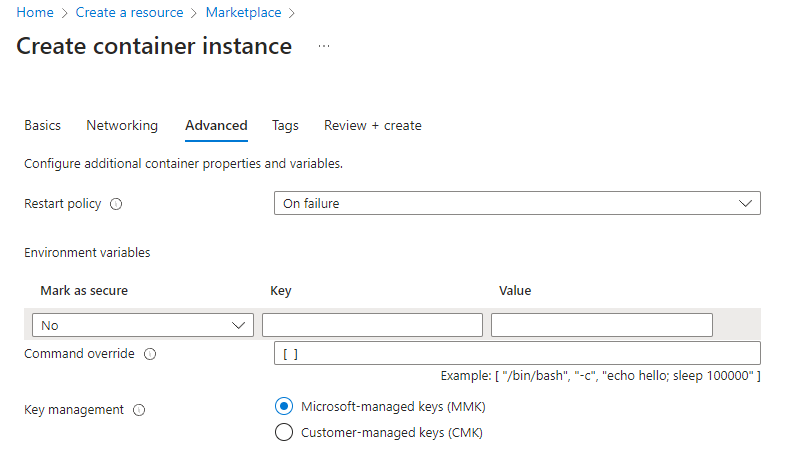 Home > Create a resource > Marketplace >
Create container instance ...
Basics Networking Advanced Tags Review + create
Configure additional container properties and variables.
Restart policy On failure
Environment variables
Mark as secure Key Value
No
Command override [ ]
Example: [ "/bin/bash", "-c", "echo hello; sleep 100000" ]
Key management Microsoft-managed keys (MMK)
Customer-managed keys (CMK)